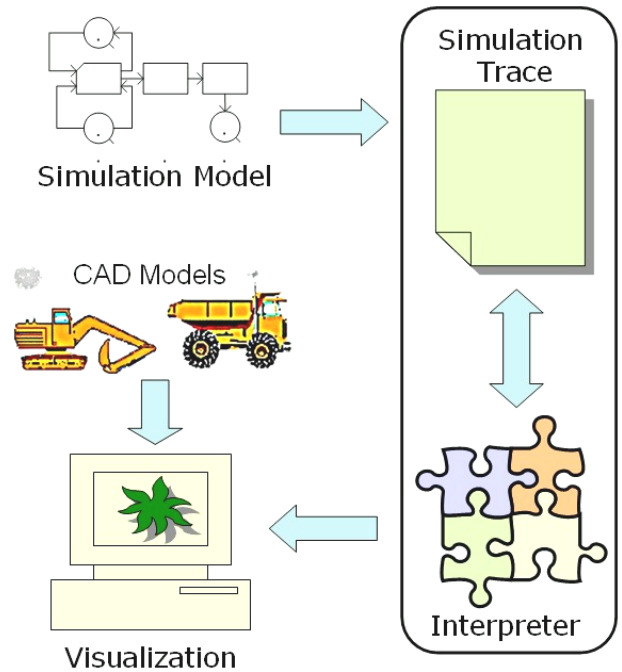 Simulation
Trace
Simulation Model
CAD Models
Interpreter
Visualization